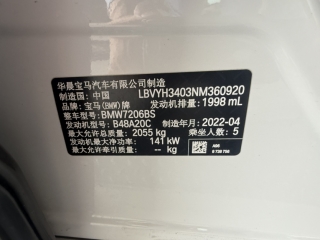 华晨宝马汽车有限公司制造
制造国：中国 LBVYH3403NM360920
品牌：宝马(BMW)牌 发动机排量：1998 mL
整车型号：BMW7206BS
发动机型号：B48A20C 制造年月：2022-04
最大允许总质量：2055 kg 乘坐人数：5
发动机最大净功率：141 kW
最大允许牵引质量：-- kg